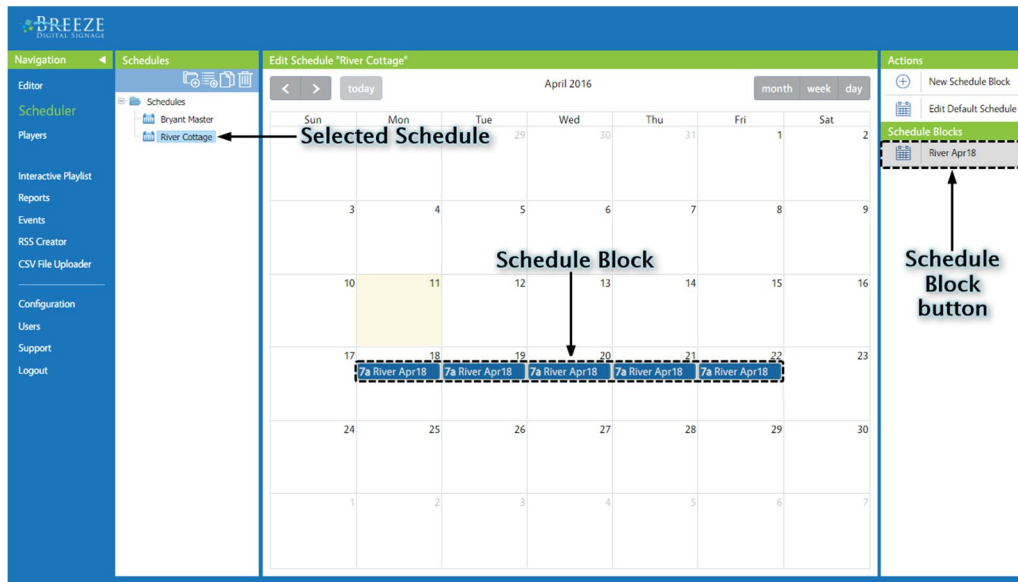 BREEZE
DIGITAL SIGNAGE
Navigation
Editor
Scheduler
Players
Interactive Playlist
Reports
Events
RSS Creator
CSV File Uploader
Configuration
Users
Support
Logout
Schedules
Schedules
Bryant Master
River Cottage
Selected Schedule
Edit Schedule "River Cottage"
today
April 2016
month week day
Sun Mon Tue Wed Thu Fri Sat
29 30 31 1 2
3 4 5 6 7 8 9
Schedule Block
10 11 12 13 14 15 16
17 18 19 20 21 22 23
7a River Apr18 7a River Apr18 7a River Apr18 7a River Apr18 7a River Apr18
24 25 26 27 28 29 30
1 2 3 4 5 6 7
Actions
New Schedule Block
Edit Default Schedule
Schedule Blocks
River Apr18
Schedule
Block
button